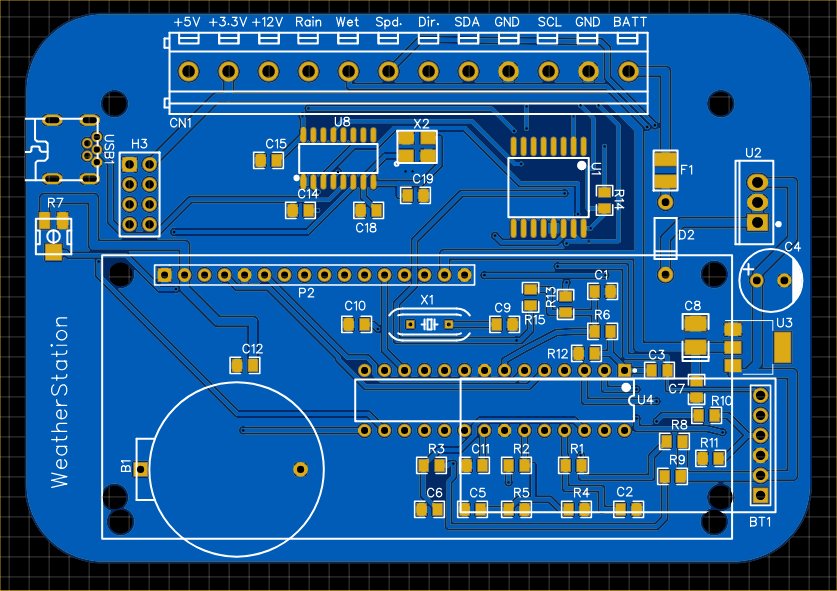 +5V +3.3V +12V Rain Wet Spd. Dir. SDA GND SCL GND BATT
CN1
U8
X2
USB1
H3
C15
U1
U2
F1
C19
C14
R14
R7
C18
D2
C4
P2
C1
R13
X1
C8
C10
C9
R15
R6
U3
R12
C12
C3
C7
U4
R10
WeatherStation
R8
R11
B1
R3
C11
R2
R1
R9
C6
C5
R5
R4
C2
BT1